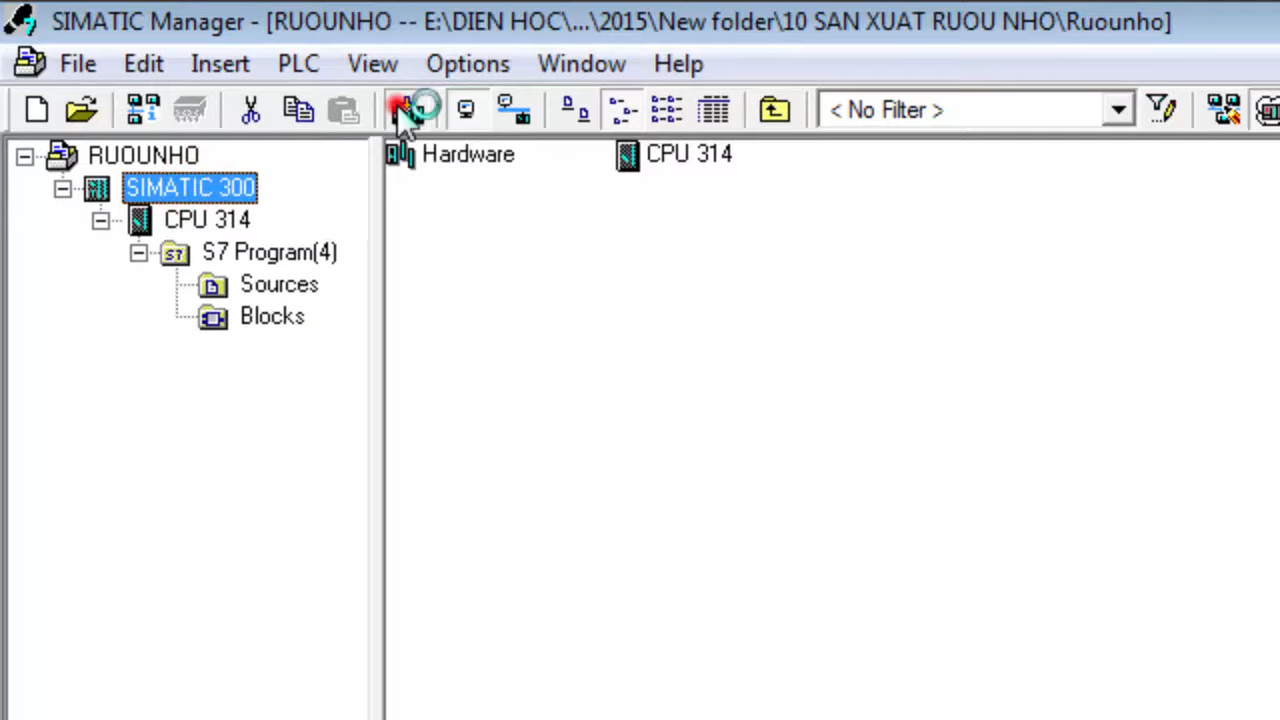 SIMATIC Manager - [RUOUNHO -- E:\DIEN HOC\...\2015\New folder\10 SAN XUAT RUOU NHO\Ruounho]
File Edit Insert PLC View Options Window Help
< No Filter >
RUOUNHO
SIMATIC 300
CPU 314
S7 Program(4)
Sources
Blocks
Hardware
CPU 314